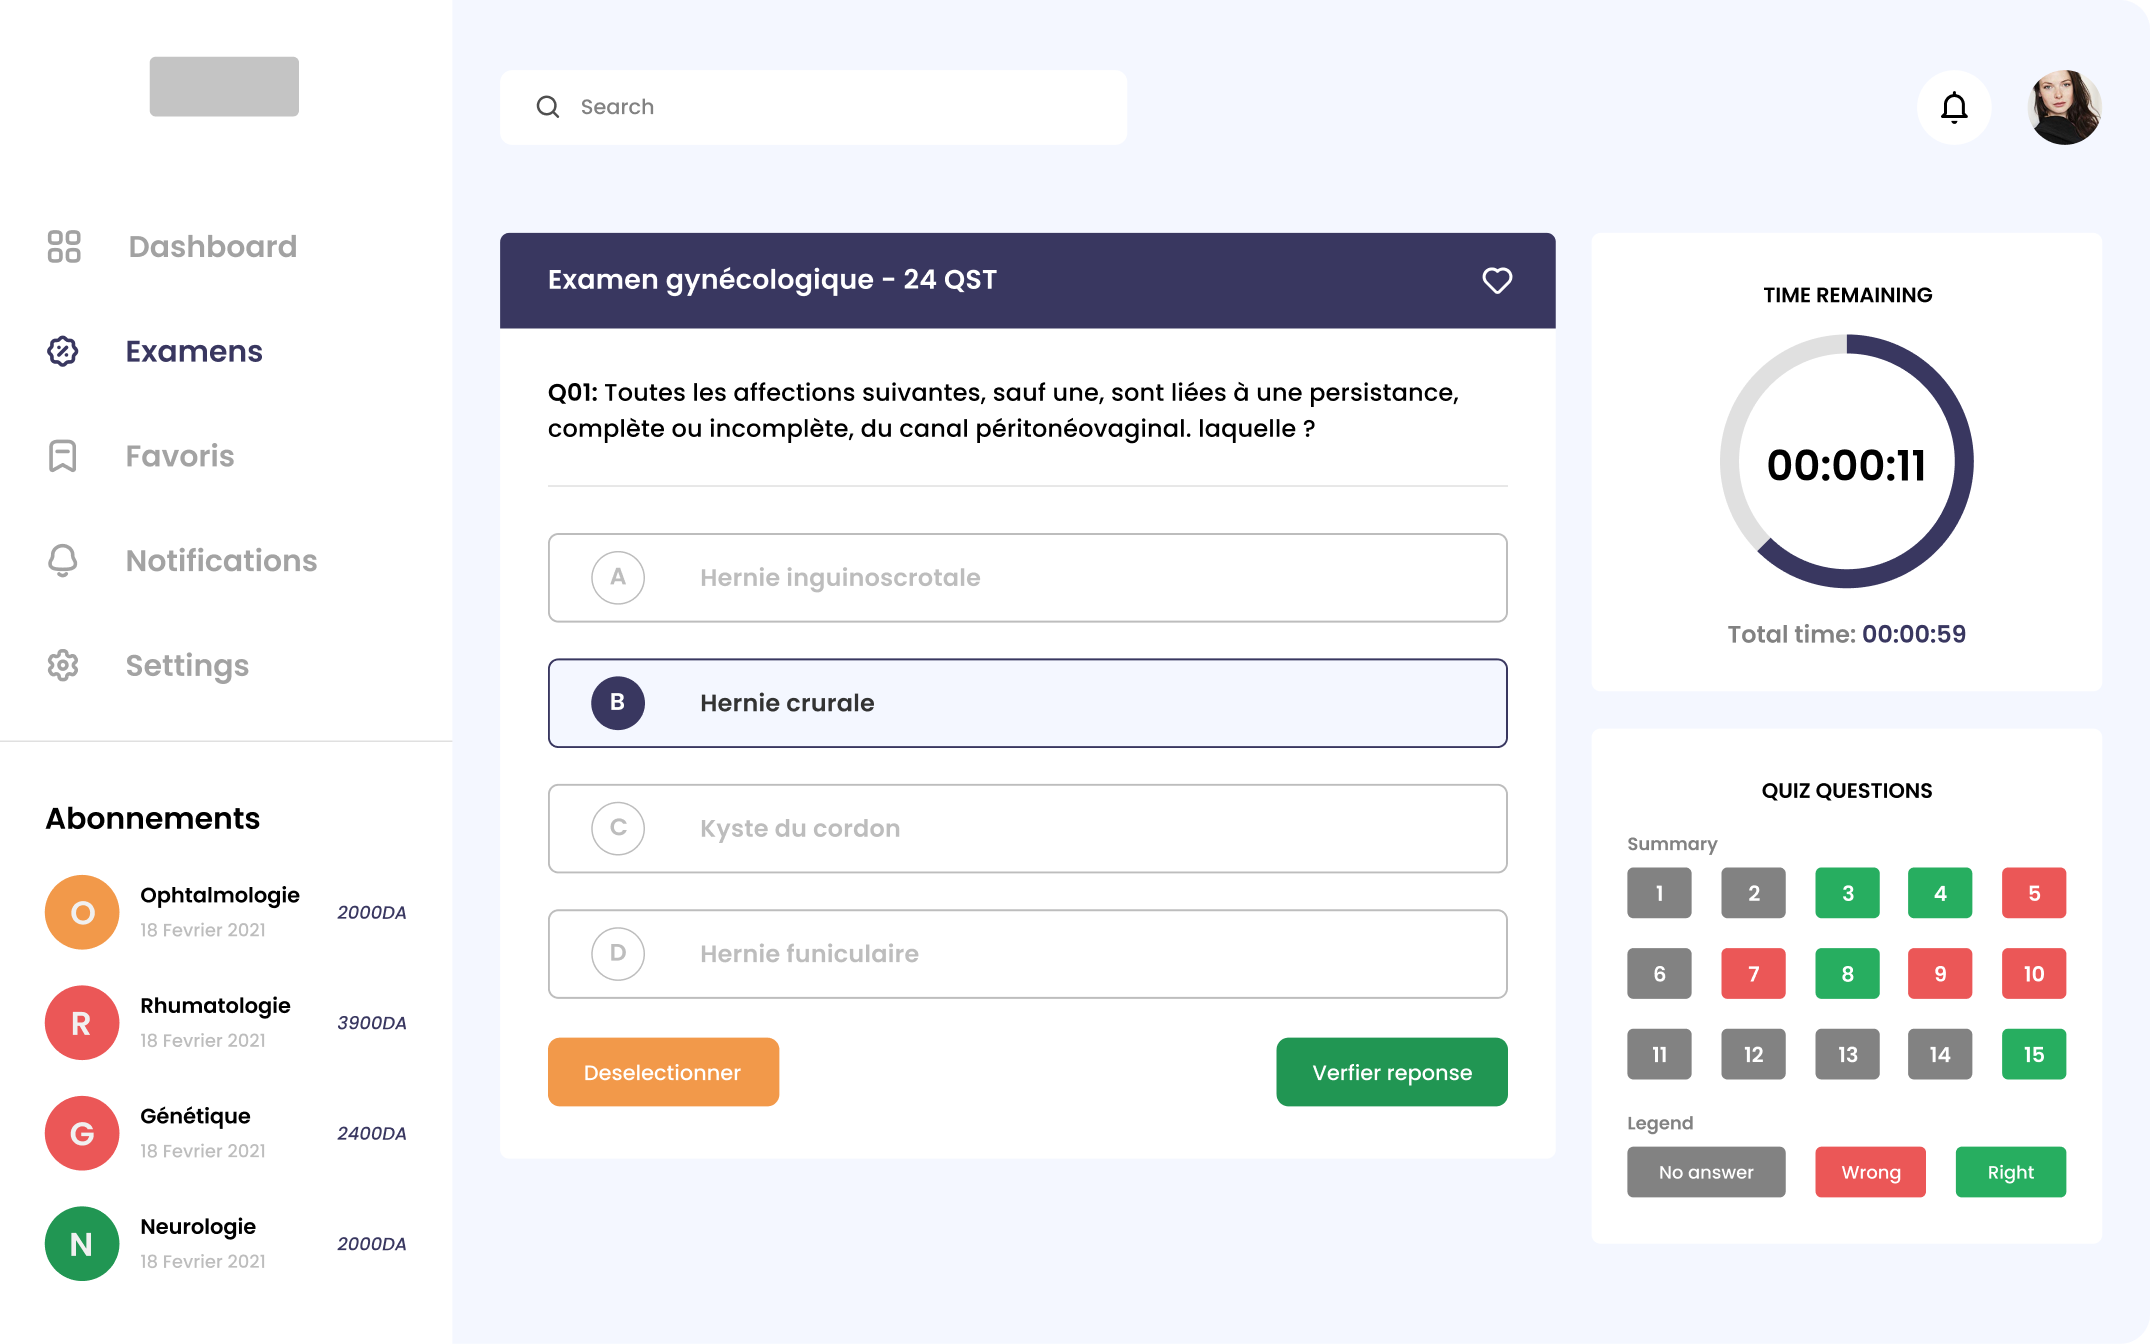 Search
Dashboard
Examens
Favoris
Notifications
Settings
Abonnements
O
Ophtalmologie
18 Fevrier 2021
2000DA
R
Rhumatologie
18 Fevrier 2021
3900DA
G
Génétique
18 Fevrier 2021
2400DA
N
Neurologie
18 Fevrier 2021
2000DA
Examen gynécologique - 24 QST
Q01: Toutes les affections suivantes, sauf une, sont liées à une persistance,
complète ou incomplète, du canal péritonéovaginal. laquelle ?
A Hernie inguinoscrotale
B Hernie crurale
C Kyste du cordon
D Hernie funiculaire
Deselectionner
Verfier reponse
TIME REMAINING
00:00:11
Total time: 00:00:59
QUIZ QUESTIONS
Summary
1 2 3 4 5
6 7 8 9 10
11 12 13 14 15
Legend
No answer Wrong Right